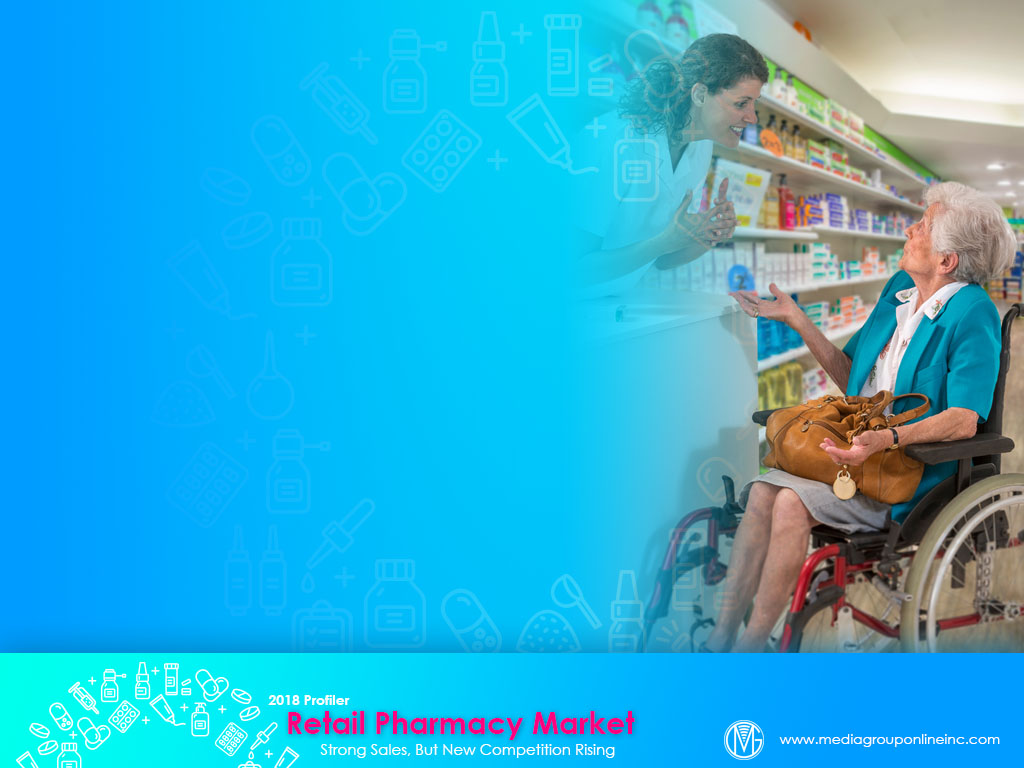 2018 Profiler
Retail Pharmacy Market
Strong Sales, But New Competition Rising
www.mediagrouponlineinc.com